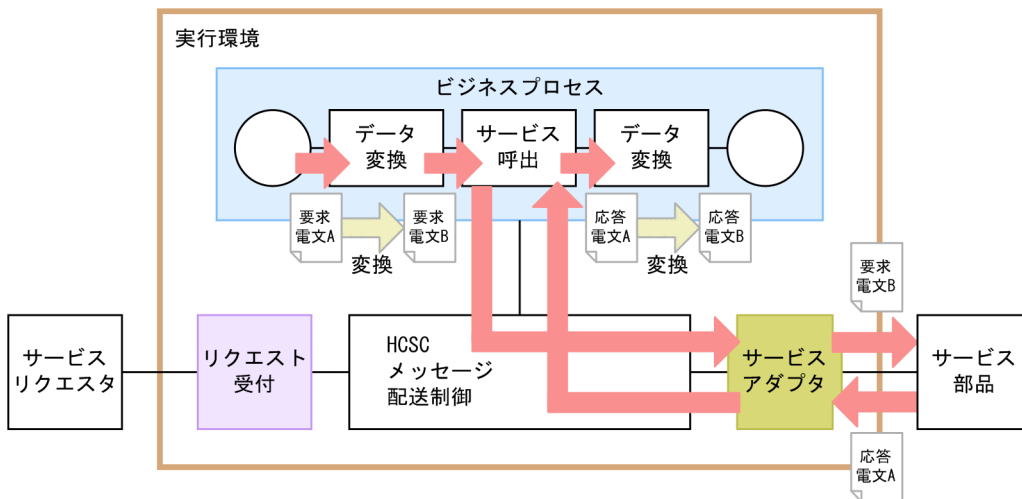 実行環境
ビジネスプロセス
データ
変換
サービス
呼出
データ
変換
要求
電文A
要求
電文B
変換
応答
電文A
応答
電文B
変換
要求
電文B
サービス
リクエスタ
リクエスト
受付
HCSC
メッセージ
配送制御
サービス
アダプタ
サービス
部品
応答
電文A